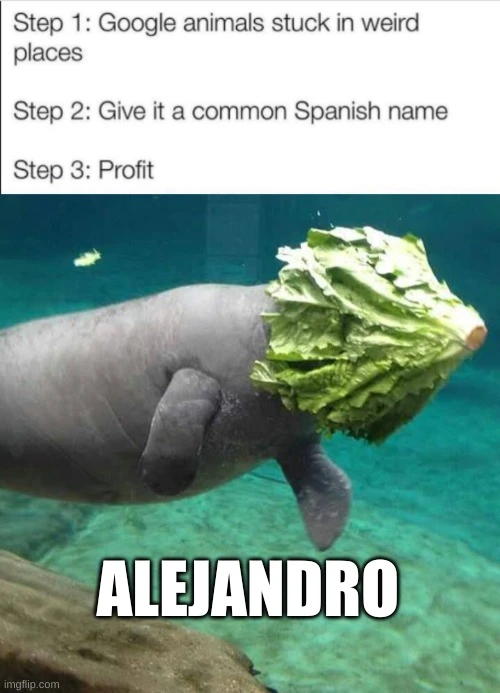 Step 1: Google animals stuck in weird
places
Step 2: Give it a common Spanish name
Step 3: Profit
ALEJANDRO
imgflip.com